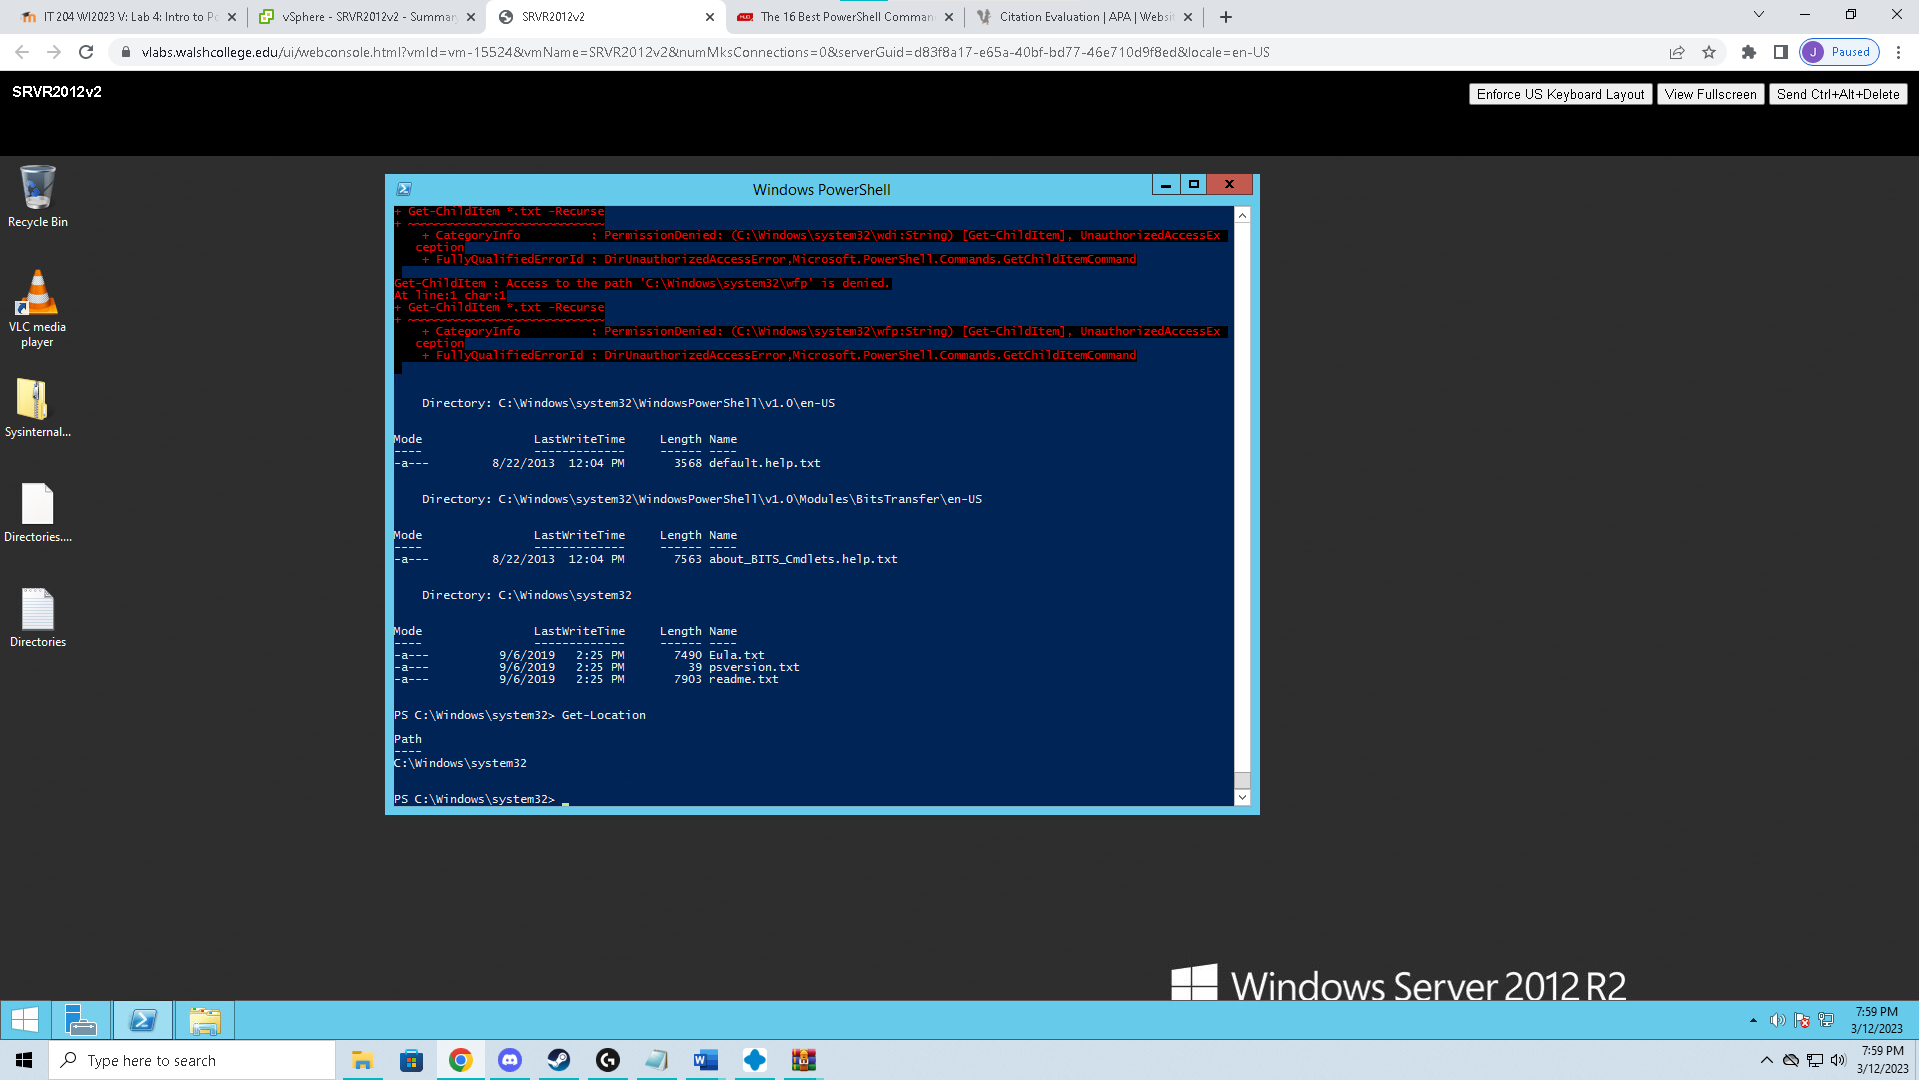 IT 204 WI2023 V: Lab 4: Intro to Po
vSphere - SRVR2012v2 - Summary
SRVR2012v2
The 16 Best PowerShell Comman
Citation Evaluation | APA | Websit
vlabs.walshcollege.edu/ui/webconsole.html?vmId=vm-15524&vmName=SRVR2012v2&numMksConnections=0&serverGuid=d83f8a17-e65a-40bf-bd77-46e710d9f8ed&locale=en-US
J Paused
SRVR2012v2
Enforce US Keyboard Layout
View Fullscreen
Send Ctrl+Alt+Delete
Recycle Bin
VLC media
player
Sysinternal...
Directories....
Directories
Windows PowerShell
+ Get-ChildItem *.txt -Recurse
+ ~~~~~~~~~~~~~~~~~~~~~~~~~~~~
+ CategoryInfo          : PermissionDenied: (C:\Windows\system32\wdi:String) [Get-ChildItem], UnauthorizedAccessEx
ception
+ FullyQualifiedErrorId : DirUnauthorizedAccessError,Microsoft.PowerShell.Commands.GetChildItemCommand
Get-ChildItem : Access to the path 'C:\Windows\system32\wfp' is denied.
At line:1 char:1
+ Get-ChildItem *.txt -Recurse
+ ~~~~~~~~~~~~~~~~~~~~~~~~~~~~
+ CategoryInfo          : PermissionDenied: (C:\Windows\system32\wfp:String) [Get-ChildItem], UnauthorizedAccessEx
ception
+ FullyQualifiedErrorId : DirUnauthorizedAccessError,Microsoft.PowerShell.Commands.GetChildItemCommand
Directory: C:\Windows\system32\WindowsPowerShell\v1.0\en-US
Mode                LastWriteTime     Length Name
----                -------------     ------ ----
-a---         8/22/2013  12:04 PM       3568 default.help.txt
Directory: C:\Windows\system32\WindowsPowerShell\v1.0\Modules\BitsTransfer\en-US
Mode                LastWriteTime     Length Name
----                -------------     ------ ----
-a---         8/22/2013  12:04 PM       7563 about_BITS_Cmdlets.help.txt
Directory: C:\Windows\system32
Mode                LastWriteTime     Length Name
----                -------------     ------ ----
-a---          9/6/2019   2:25 PM       7490 Eula.txt
-a---          9/6/2019   2:25 PM         39 psversion.txt
-a---          9/6/2019   2:25 PM       7903 readme.txt
PS C:\Windows\system32> Get-Location
Path
----
C:\Windows\system32
PS C:\Windows\system32> _
Windows Server 2012 R2
7:59 PM
3/12/2023
Type here to search
7:59 PM
3/12/2023